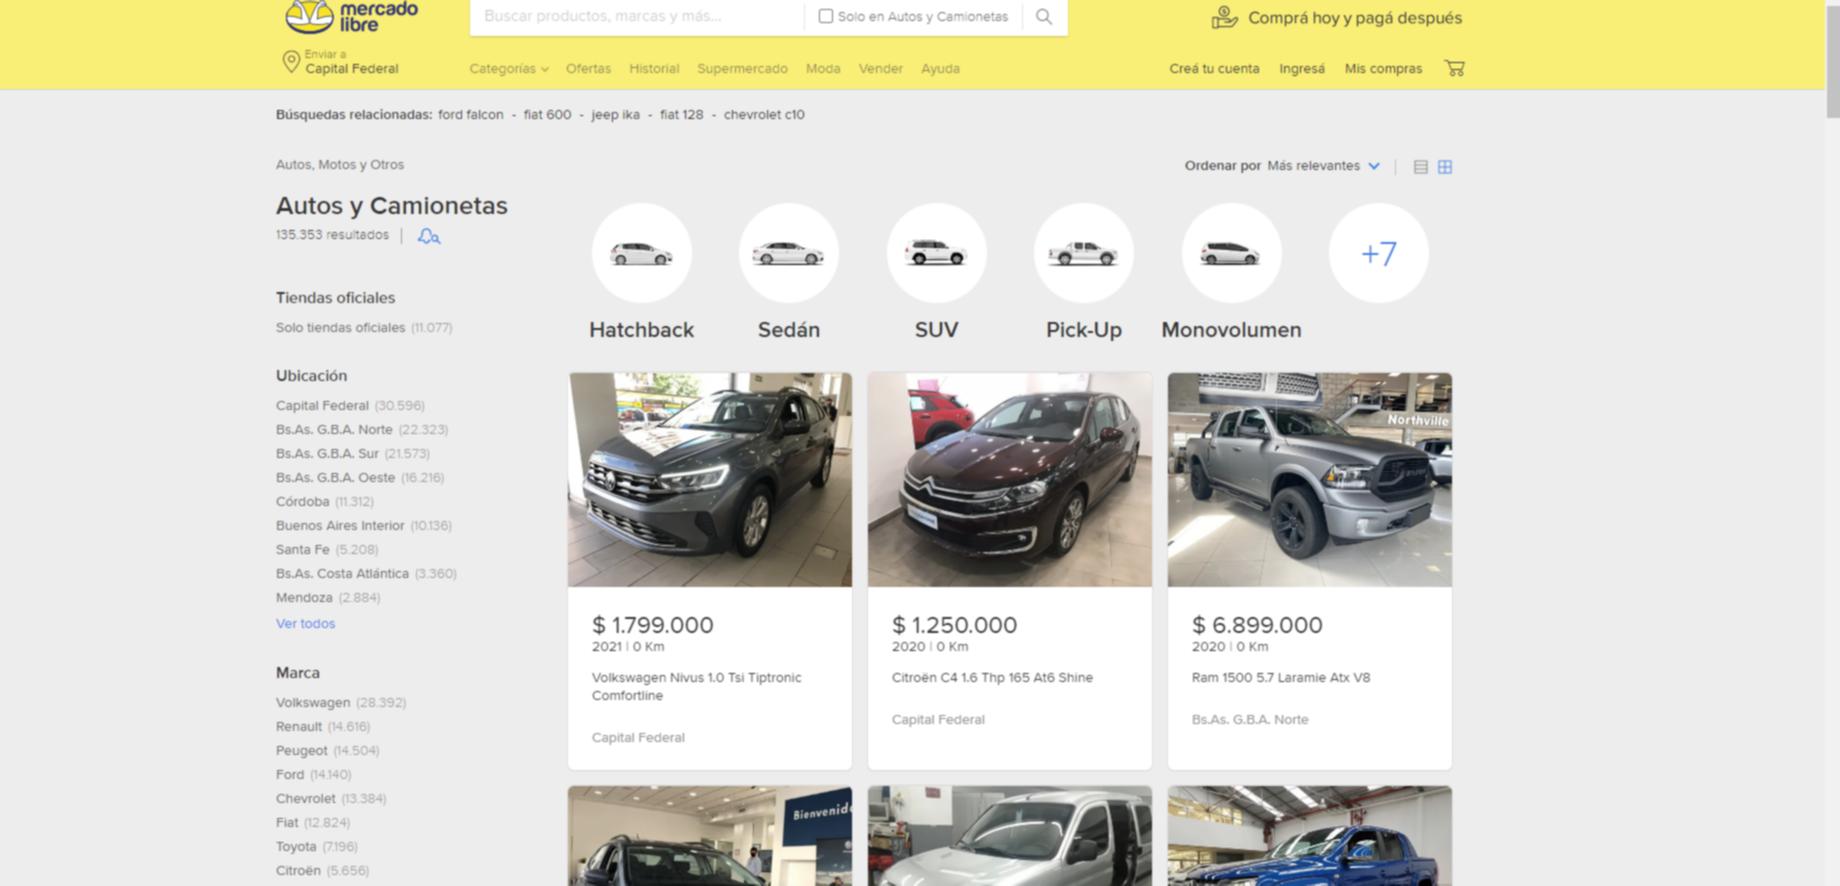 mercado
libre
Buscar productos, marcas y más...
Solo en Autos y Camionetas
Comprá hoy y pagá después
Enviar a
Capital Federal
Categorías
Ofertas
Historial
Supermercado
Moda
Vender
Ayuda
Creá tu cuenta
Ingresá
Mis compras
Búsquedas relacionadas: ford falcon - fiat 600 - jeep ika - fiat 128 - chevrolet c10
Autos, Motos y Otros
Ordenar por Más relevantes
Autos y Camionetas
135.353 resultados
Hatchback
Sedán
SUV
Pick-Up
Monovolumen
+7
Tiendas oficiales
Solo tiendas oficiales (11.077)
Ubicación
Capital Federal (30.596)
Bs.As. G.B.A. Norte (22.323)
Bs.As. G.B.A. Sur (21.573)
Bs.As. G.B.A. Oeste (16.216)
Córdoba (11.312)
Buenos Aires Interior (10.136)
Santa Fe (5.208)
Bs.As. Costa Atlántica (3.360)
Mendoza (2.884)
Ver todos
Marca
Volkswagen (28.392)
Renault (14.616)
Peugeot (14.504)
Ford (14.140)
Chevrolet (13.384)
Fiat (12.824)
Toyota (7.196)
Citroën (5.656)
$ 1.799.000
2021 | 0 Km
Volkswagen Nivus 1.0 Tsi Tiptronic
Comfortline
Capital Federal
$ 1.250.000
2020 | 0 Km
Citroën C4 1.6 Thp 165 At6 Shine
Capital Federal
Northville
$ 6.899.000
2020 | 0 Km
Ram 1500 5.7 Laramie Atx V8
Bs.As. G.B.A. Norte
Bienvenid